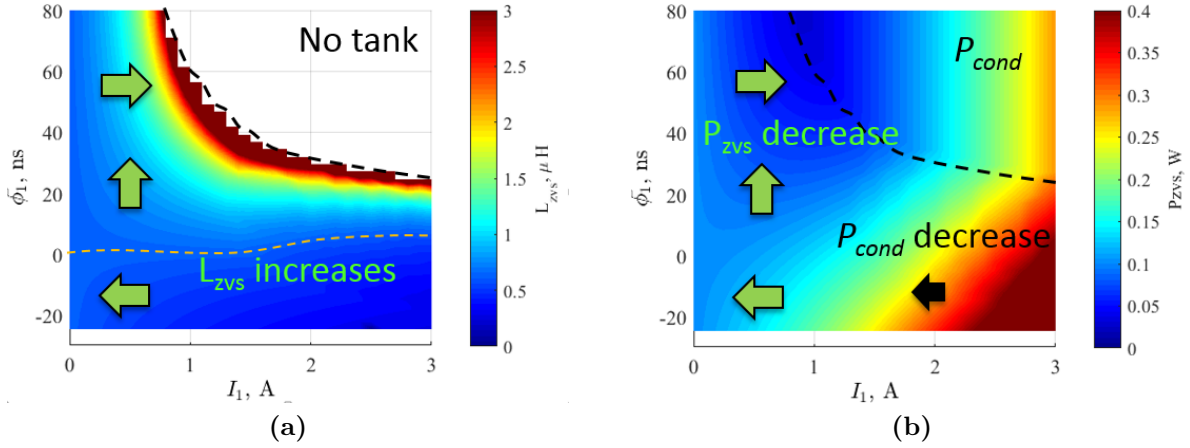 80
60
40
20
0
-20
0
1
2
3
I₁, A
ϕ̄₁, ns
No tank
L_zvs increases
3
2.5
2
1.5
1
0.5
0
L_zvs, μ H
(a)
80
60
40
20
0
-20
0
1
2
3
I₁, A
ϕ̄₁, ns
P_cond
P_zvs decrease
P_cond decrease
0.4
0.35
0.3
0.25
0.2
0.15
0.1
0.05
0
Pzvs, W
(b)